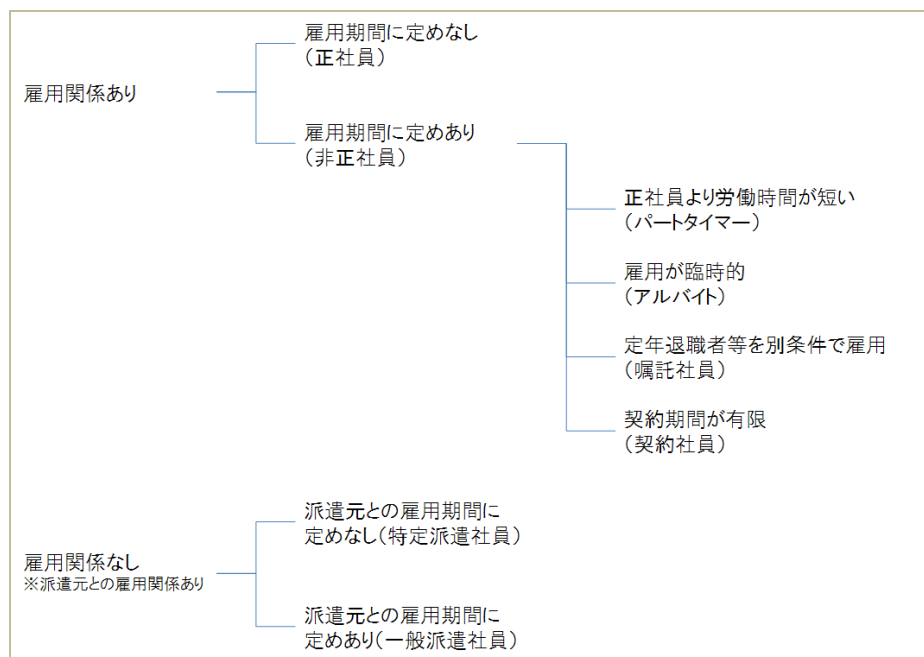 雇用関係あり
雇用期間に定めなし
(正社員)
雇用期間に定めあり
(非正社員)
正社員より労働時間が短い
(パートタイマー)
雇用が臨時的
(アルバイト)
定年退職者等を別条件で雇用
(嘱託社員)
契約期間が有限
(契約社員)
雇用関係なし
※派遣元との雇用関係あり
派遣元との雇用期間に
定めなし(特定派遣社員)
派遣元との雇用期間に
定めあり(一般派遣社員)